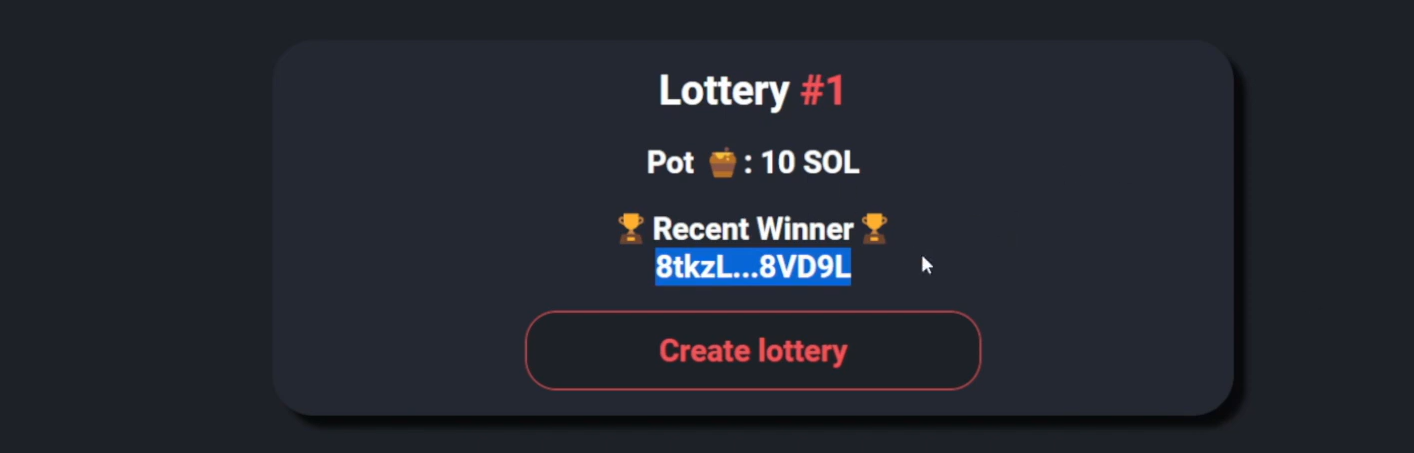 Lottery #1
Pot 🍯: 10 SOL
🏆 Recent Winner 🏆
8tkzL...8VD9L
Create lottery